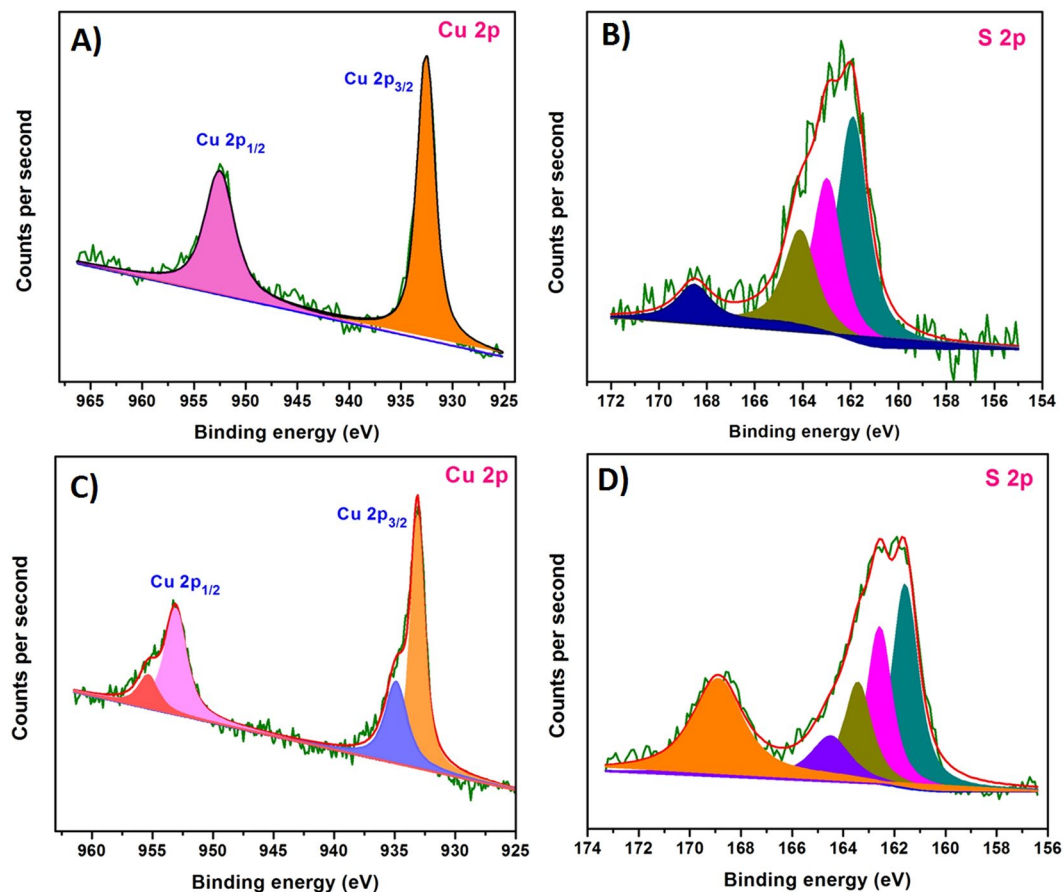 A)
Cu 2p
Cu 2p3/2
Cu 2p1/2
Counts per second
965 960 955 950 945 940 935 930 925
Binding energy (eV)
B)
S 2p
Counts per second
172 170 168 166 164 162 160 158 156 154
Binding energy (eV)
C)
Cu 2p
Cu 2p3/2
Cu 2p1/2
Counts per second
960 955 950 945 940 935 930 925
Binding energy (eV)
D)
S 2p
Counts per second
174 172 170 168 166 164 162 160 158 156
Binding energy (eV)